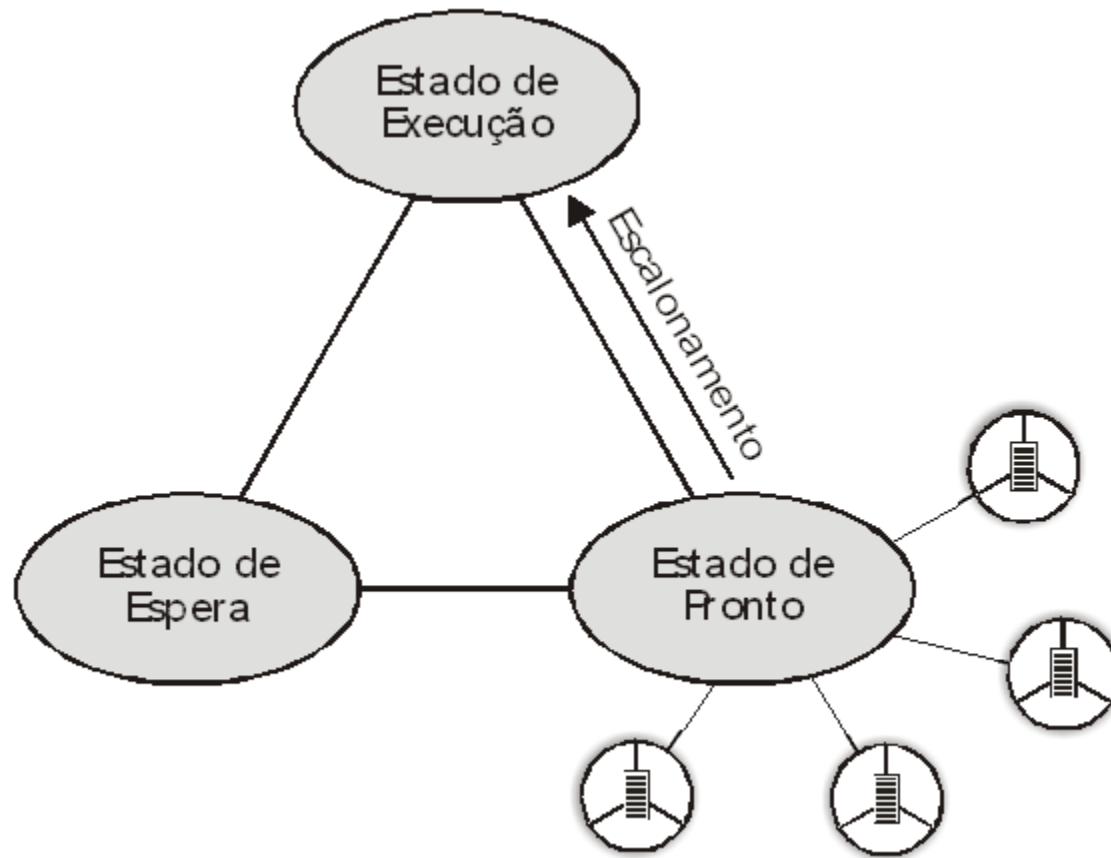 Estado de
Execução
Escalonamento
Estado de
Espera
Estado de
Pronto